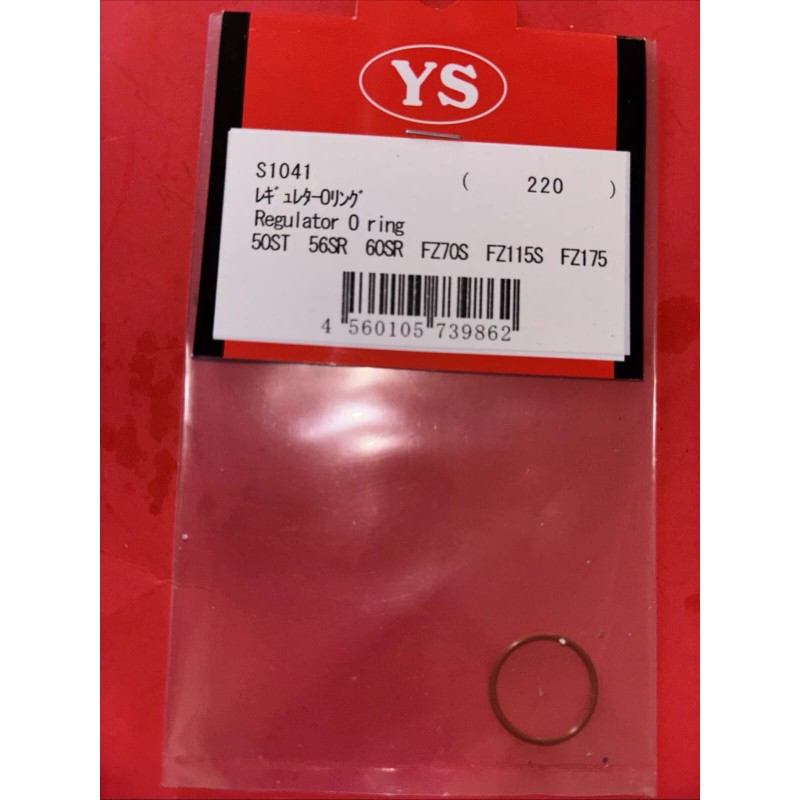 YS
S1041 ( 220 )
ﾚｷﾞｭﾚﾀｰOﾘﾝｸﾞ
Regulator O ring
50ST 56SR 60SR FZ70S FZ115S FZ175
4 560105 739862